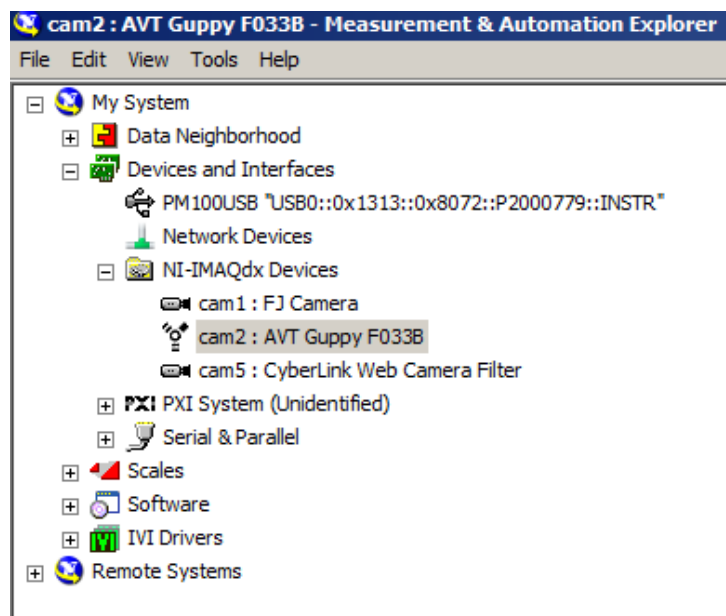 cam2 : AVT Guppy F033B - Measurement & Automation Explorer
File Edit View Tools Help
My System
Data Neighborhood
Devices and Interfaces
PM100USB "USB0::0x1313::0x8072::P2000779::INSTR"
Network Devices
NI-IMAQdx Devices
cam1 : FJ Camera
cam2 : AVT Guppy F033B
cam5 : CyberLink Web Camera Filter
PXI PXI System (Unidentified)
Serial & Parallel
Scales
Software
IVI Drivers
Remote Systems